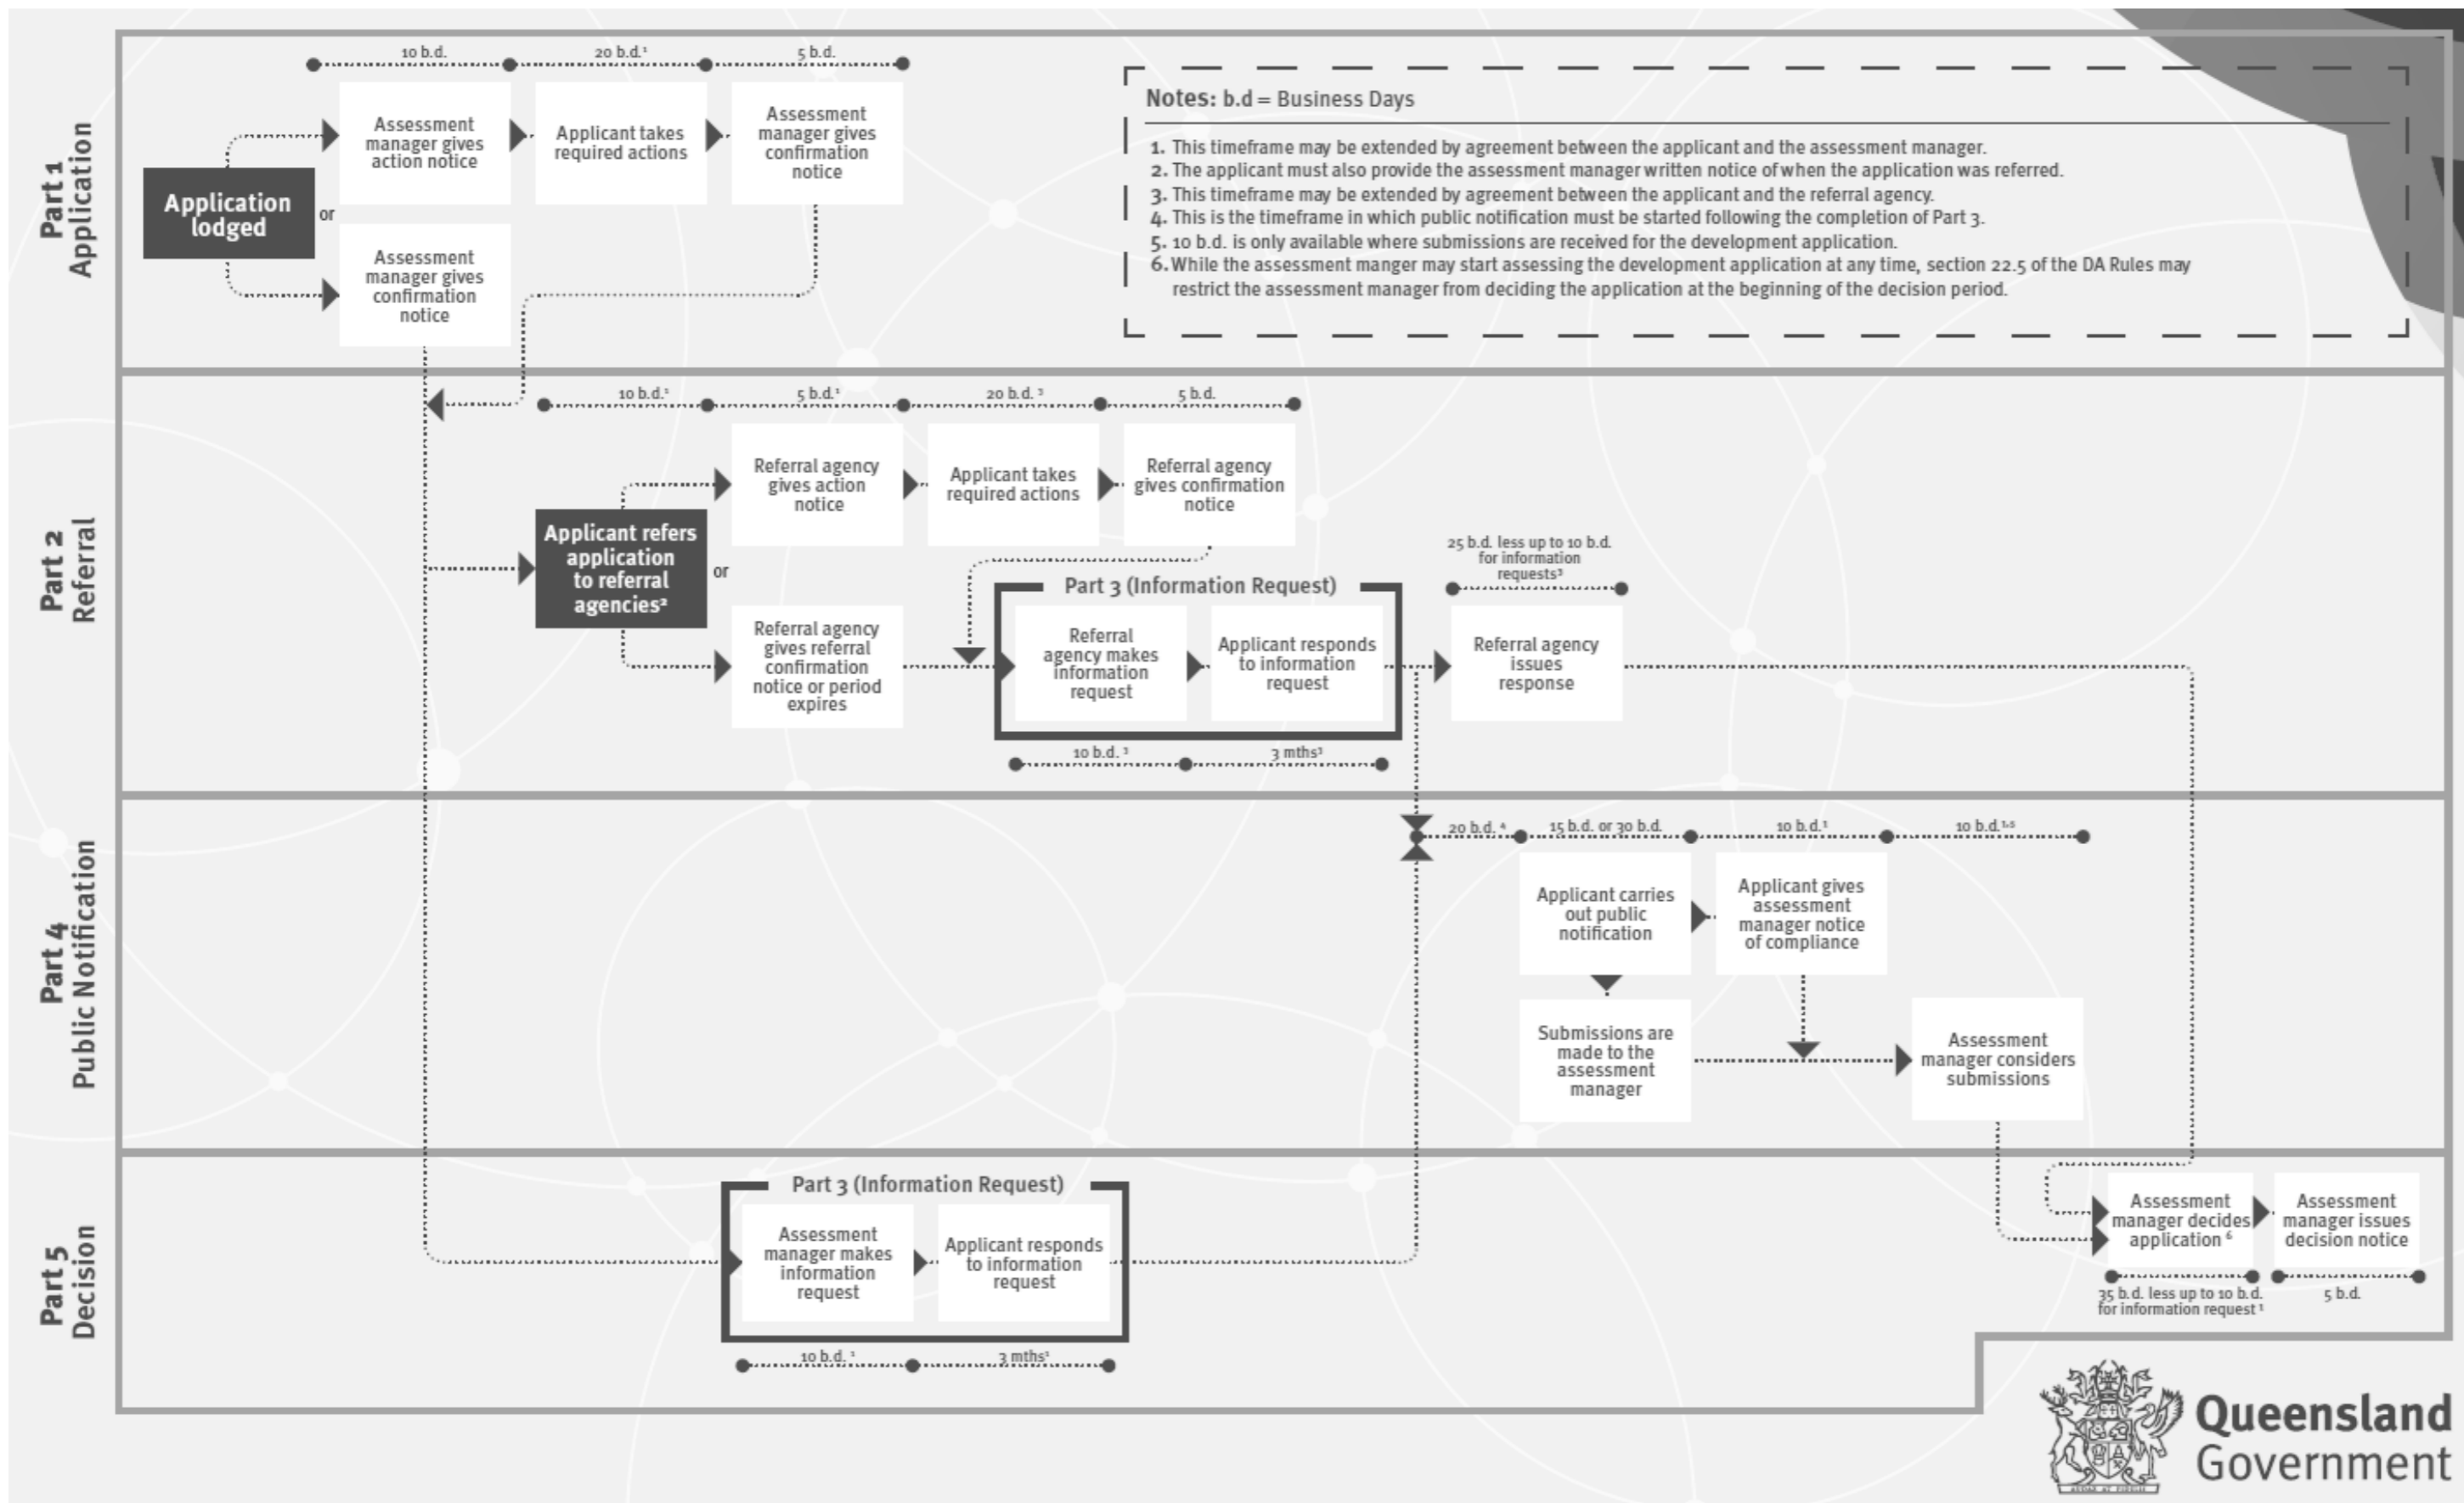 Part 1
Application
10 b.d.
20 b.d.¹
5 b.d.
Application
lodged
or
Assessment
manager gives
action notice
Applicant takes
required actions
Assessment
manager gives
confirmation
notice
Assessment
manager gives
confirmation
notice
Notes: b.d = Business Days
1. This timeframe may be extended by agreement between the applicant and the assessment manager.
2. The applicant must also provide the assessment manager written notice of when the application was referred.
3. This timeframe may be extended by agreement between the applicant and the referral agency.
4. This is the timeframe in which public notification must be started following the completion of Part 3.
5. 10 b.d. is only available where submissions are received for the development application.
6. While the assessment manger may start assessing the development application at any time, section 22.5 of the DA Rules may
restrict the assessment manager from deciding the application at the beginning of the decision period.
Part 2
Referral
10 b.d.
5 b.d.¹
20 b.d. ³
5 b.d.
Applicant refers
application
to referral
agencies²
or
Referral agency
gives action
notice
Applicant takes
required actions
Referral agency
gives confirmation
notice
Referral agency
gives referral
confirmation
notice or period
expires
Part 3 (Information Request)
Referral
agency makes
information
request
Applicant responds
to information
request
10 b.d. ³
3 mths³
25 b.d. less up to 10 b.d.
for information
requests³
Referral agency
issues
response
Part 4
Public Notification
20 b.d. ⁴
15 b.d. or 30 b.d.
10 b.d.¹
10 b.d.¹·⁵
Applicant carries
out public
notification
Applicant gives
assessment
manager notice
of compliance
Submissions are
made to the
assessment
manager
Assessment
manager considers
submissions
Part 5
Decision
Part 3 (Information Request)
Assessment
manager makes
information
request
Applicant responds
to information
request
10 b.d. ¹
3 mths¹
Assessment
manager decides
application ⁶
Assessment
manager issues
decision notice
35 b.d. less up to 10 b.d.
for information request ¹
5 b.d.
Queensland
Government